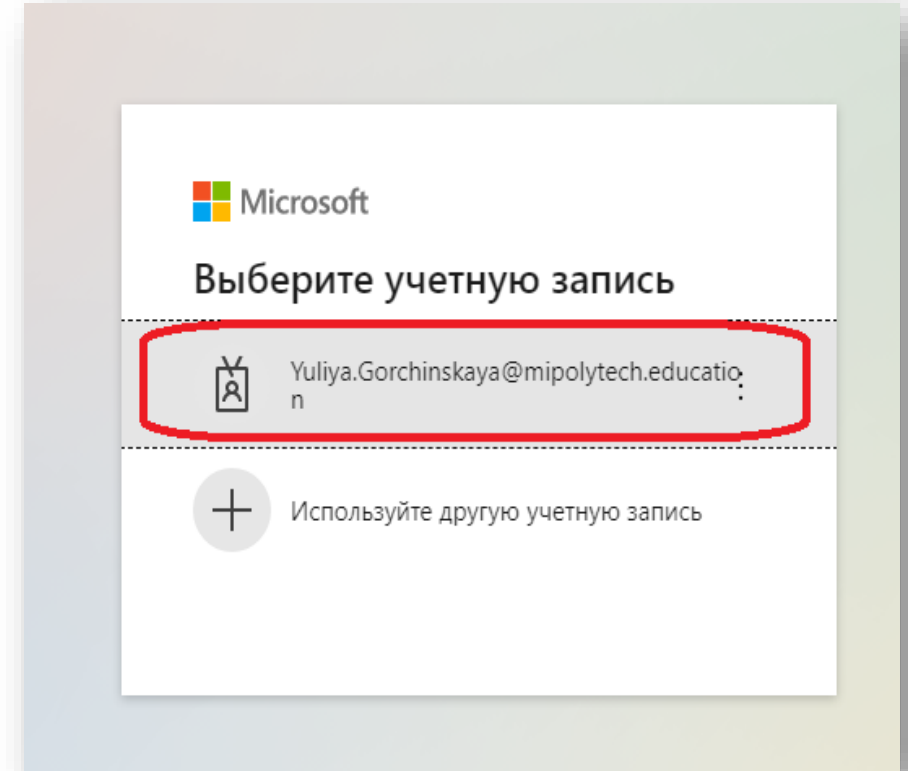 Microsoft
Выберите учетную запись
Yuliya.Gorchinskaya@mipolytech.educatio
n
Используйте другую учетную запись